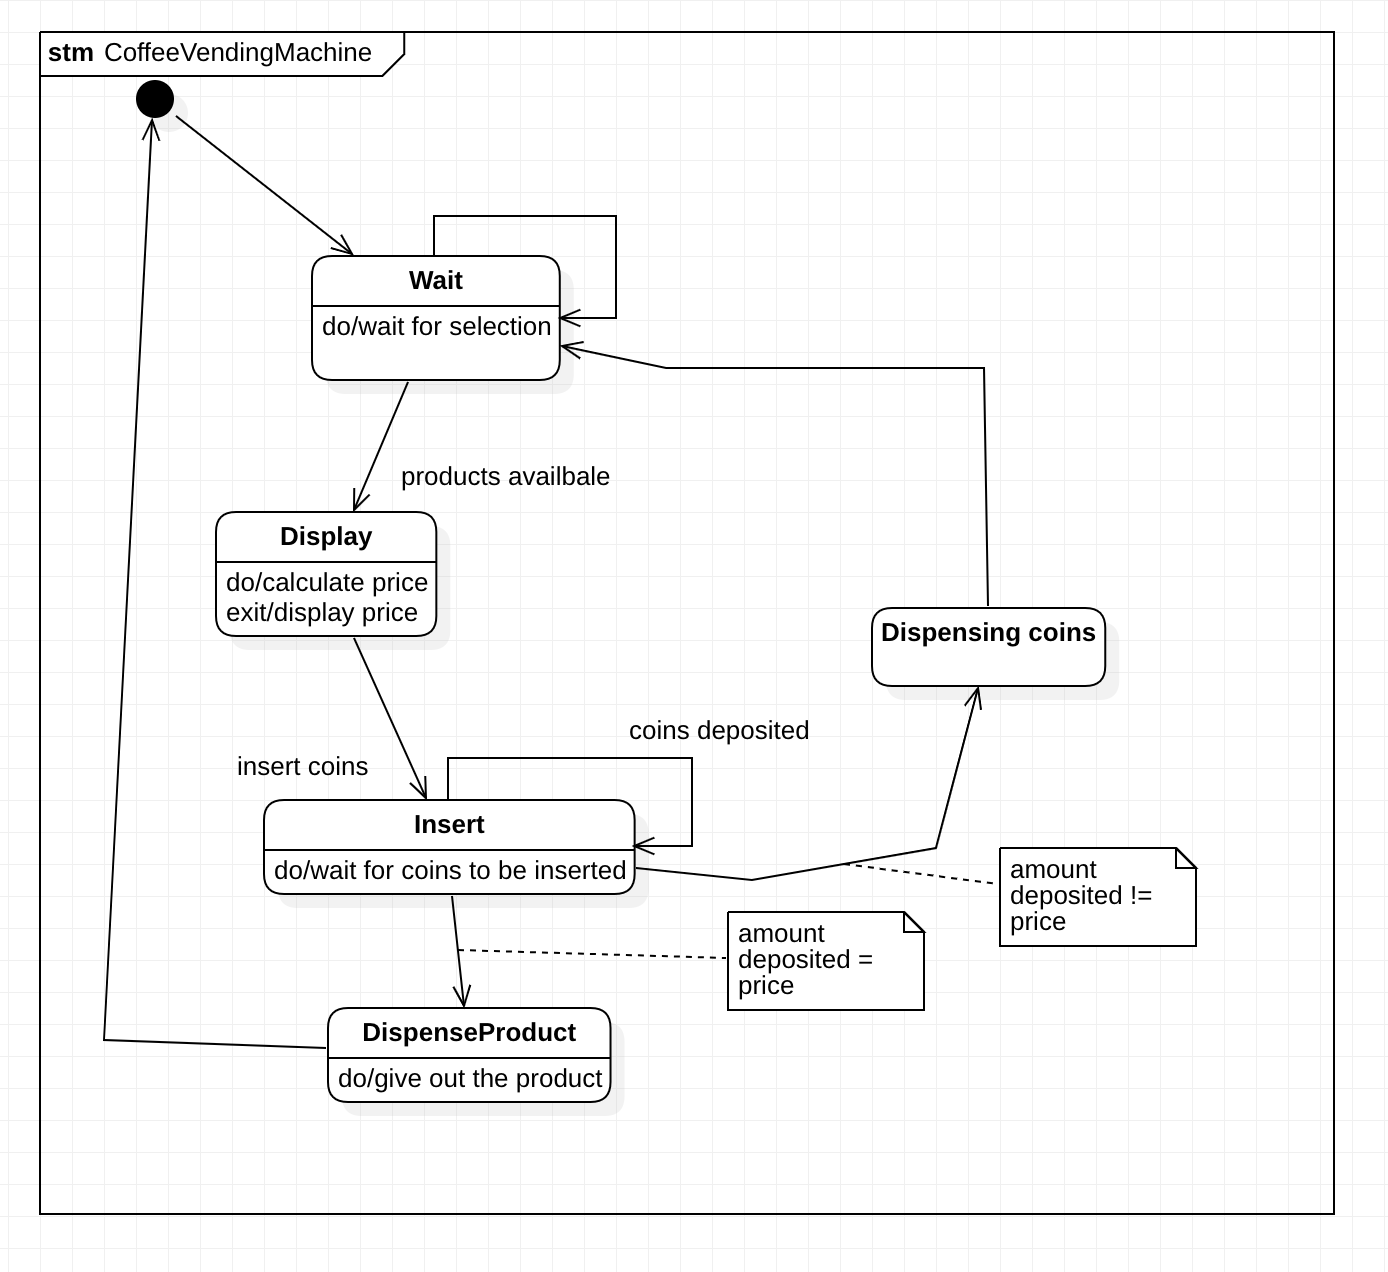 stm CoffeeVendingMachine
Wait
do/wait for selection
products availbale
Display
do/calculate price
exit/display price
Dispensing coins
coins deposited
insert coins
Insert
do/wait for coins to be inserted
amount
deposited !=
price
amount
deposited =
price
DispenseProduct
do/give out the product